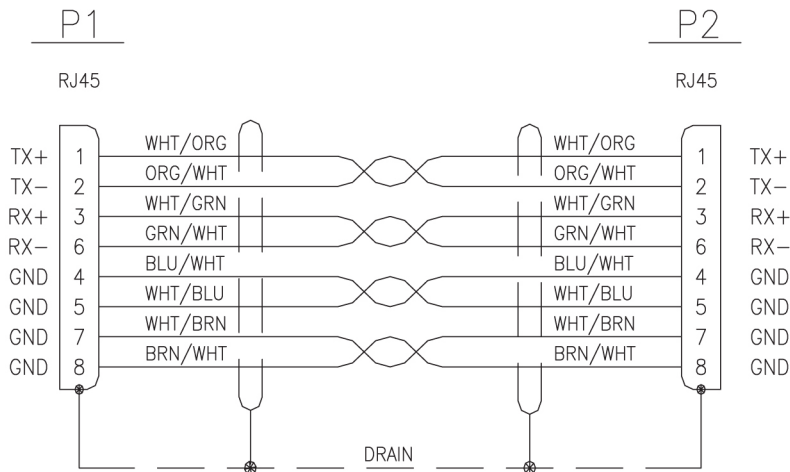 P1 P2
RJ45 RJ45
WHT/ORG WHT/ORG
TX+ 1 1 TX+
ORG/WHT ORG/WHT
TX- 2 2 TX-
WHT/GRN WHT/GRN
RX+ 3 3 RX+
GRN/WHT GRN/WHT
RX- 6 6 RX-
BLU/WHT BLU/WHT
GND 4 4 GND
WHT/BLU WHT/BLU
GND 5 5 GND
WHT/BRN WHT/BRN
GND 7 7 GND
BRN/WHT BRN/WHT
GND 8 8 GND
DRAIN